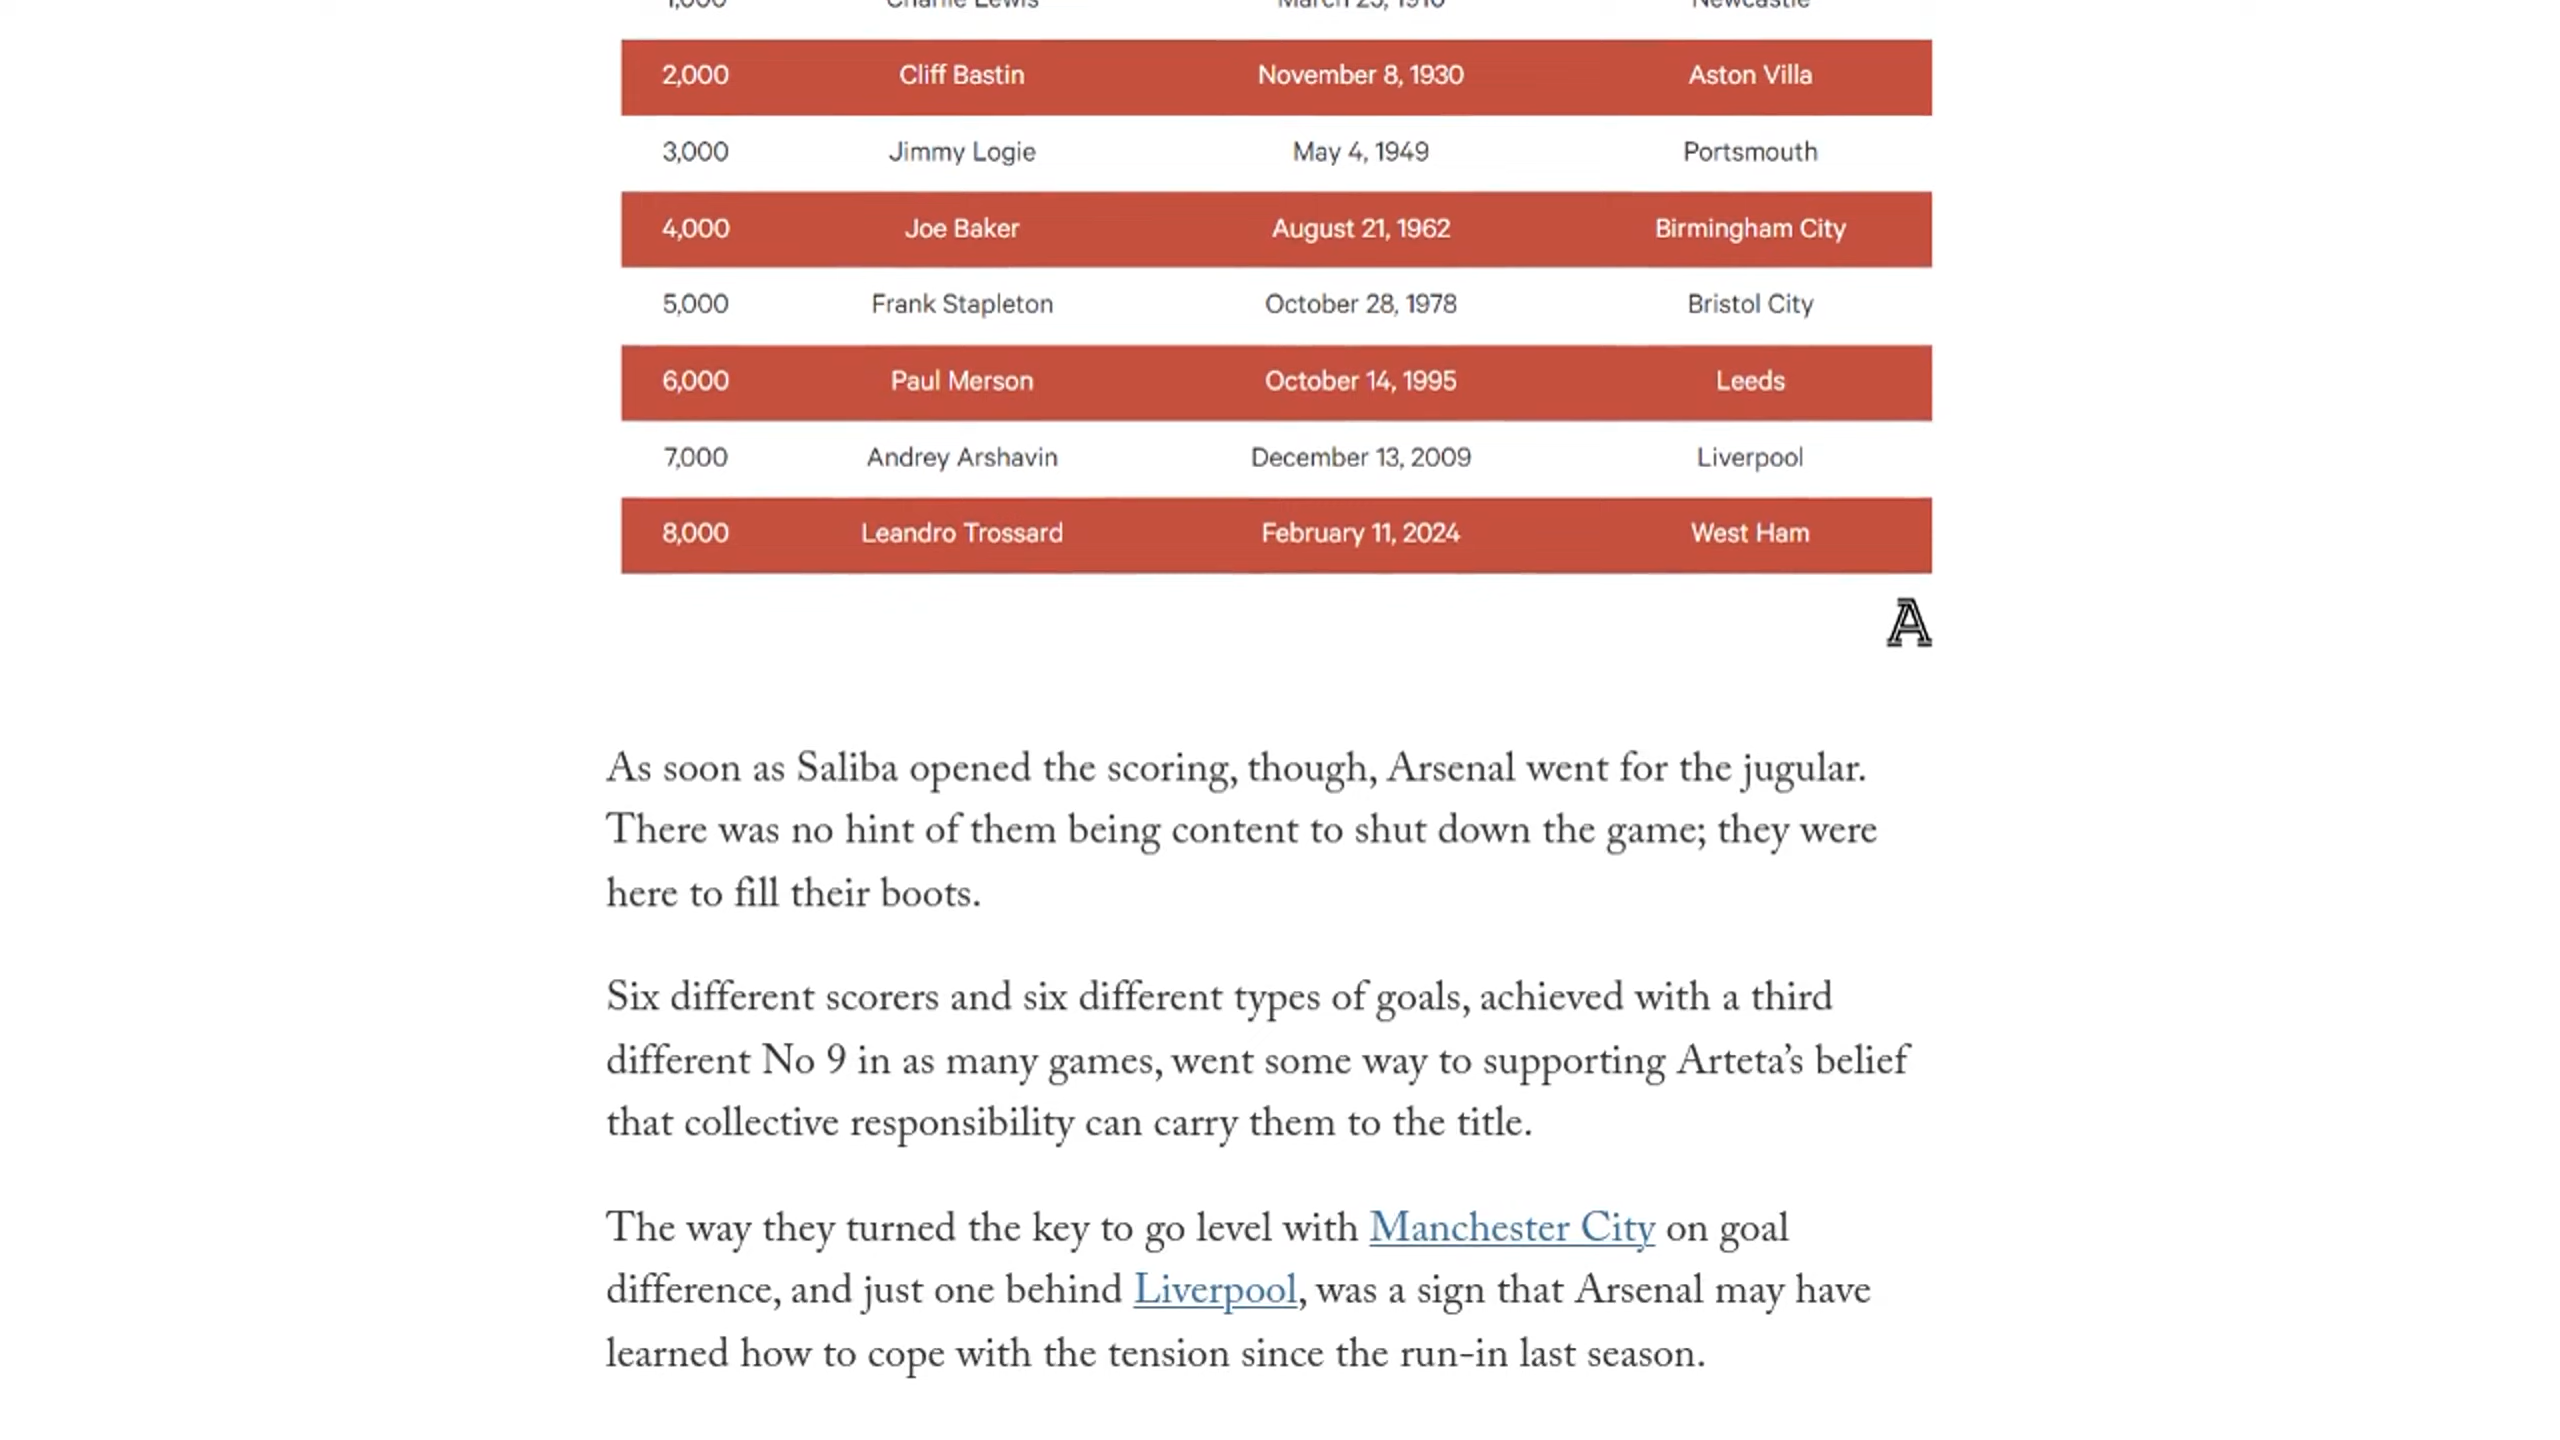 1,000 Charlie Lewis March 23, 1910 Newcastle
2,000 Cliff Bastin November 8, 1930 Aston Villa
3,000 Jimmy Logie May 4, 1949 Portsmouth
4,000 Joe Baker August 21, 1962 Birmingham City
5,000 Frank Stapleton October 28, 1978 Bristol City
6,000 Paul Merson October 14, 1995 Leeds
7,000 Andrey Arshavin December 13, 2009 Liverpool
8,000 Leandro Trossard February 11, 2024 West Ham
A
As soon as Saliba opened the scoring, though, Arsenal went for the jugular.
There was no hint of them being content to shut down the game; they were
here to fill their boots.
Six different scorers and six different types of goals, achieved with a third
different No 9 in as many games, went some way to supporting Arteta’s belief
that collective responsibility can carry them to the title.
The way they turned the key to go level with Manchester City on goal
difference, and just one behind Liverpool, was a sign that Arsenal may have
learned how to cope with the tension since the run-in last season.